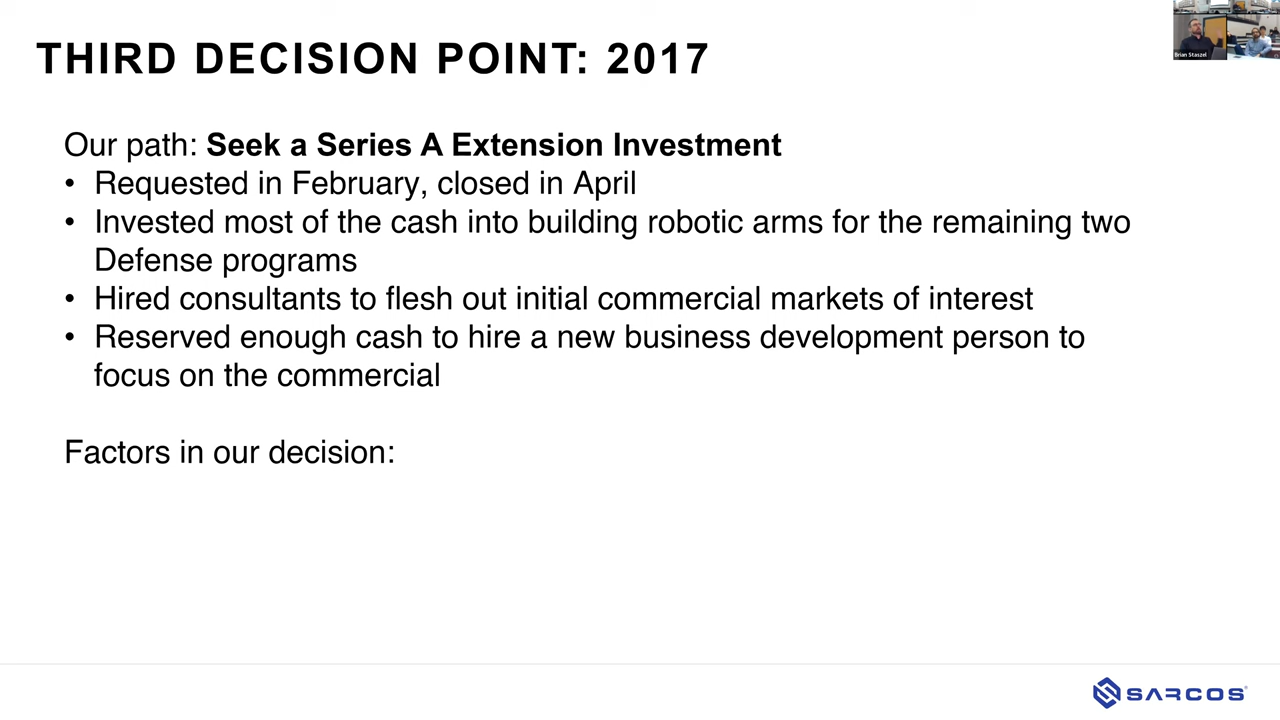 THIRD DECISION POINT: 2017
Brian Staszel
Our path: Seek a Series A Extension Investment
• Requested in February, closed in April
• Invested most of the cash into building robotic arms for the remaining two
Defense programs
• Hired consultants to flesh out initial commercial markets of interest
• Reserved enough cash to hire a new business development person to
focus on the commercial
Factors in our decision:
SARCOS